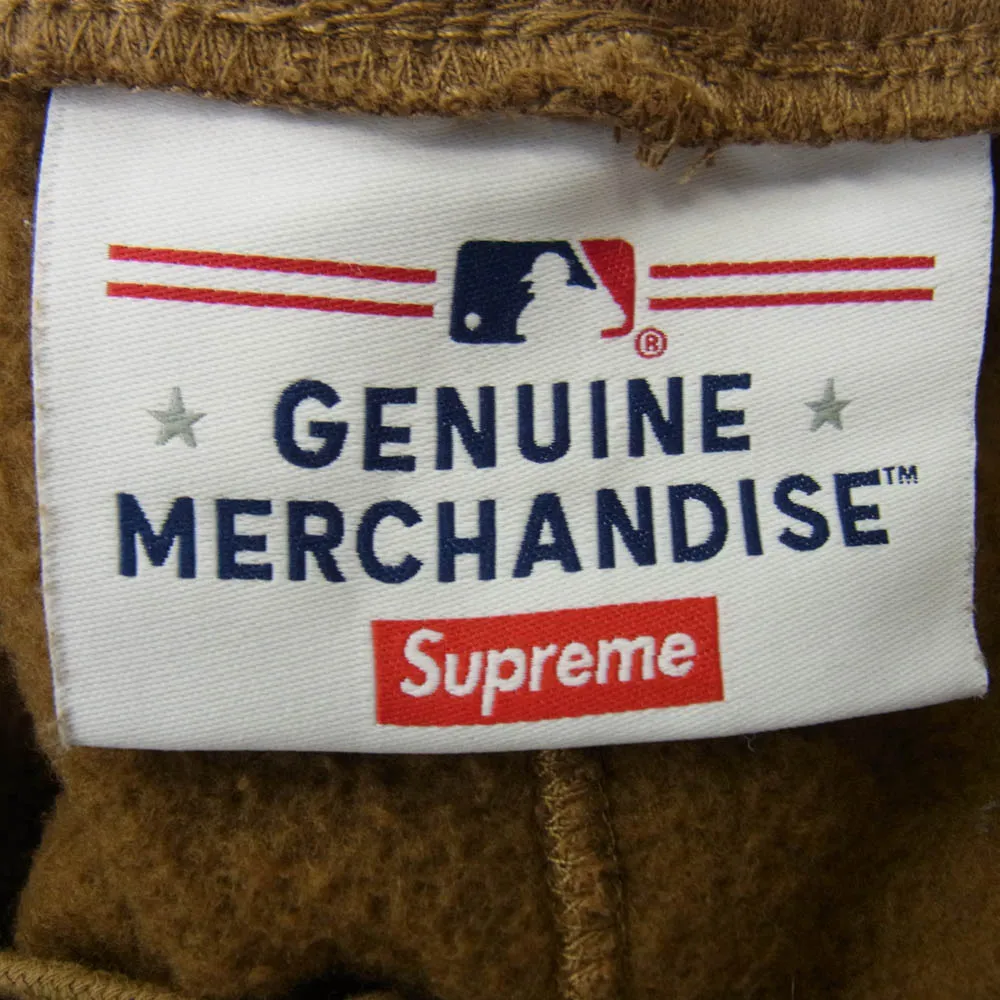 ®
GENUINE
MERCHANDISE™
Supreme